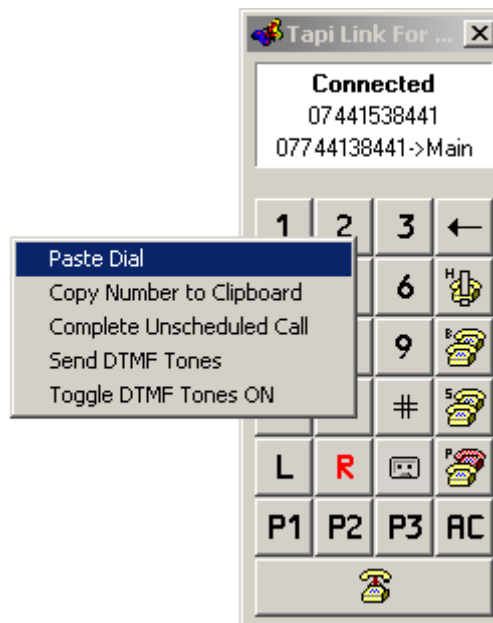 Tapi Link For ...
Connected
07441538441
07744138441->Main
1 2 3
Paste Dial
Copy Number to Clipboard
6 H
Complete Unscheduled Call
Send DTMF Tones
9 B
Toggle DTMF Tones ON
# S
L R P
P1 P2 P3 AC